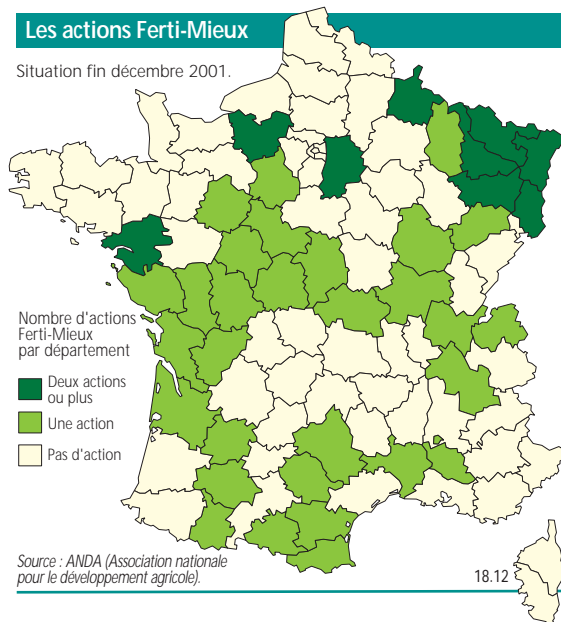 Les actions Ferti-Mieux
Situation fin décembre 2001.
Nombre d'actions
Ferti-Mieux
par département
Deux actions
ou plus
Une action
Pas d'action
Source : ANDA (Association nationale
pour le développement agricole).
18.12